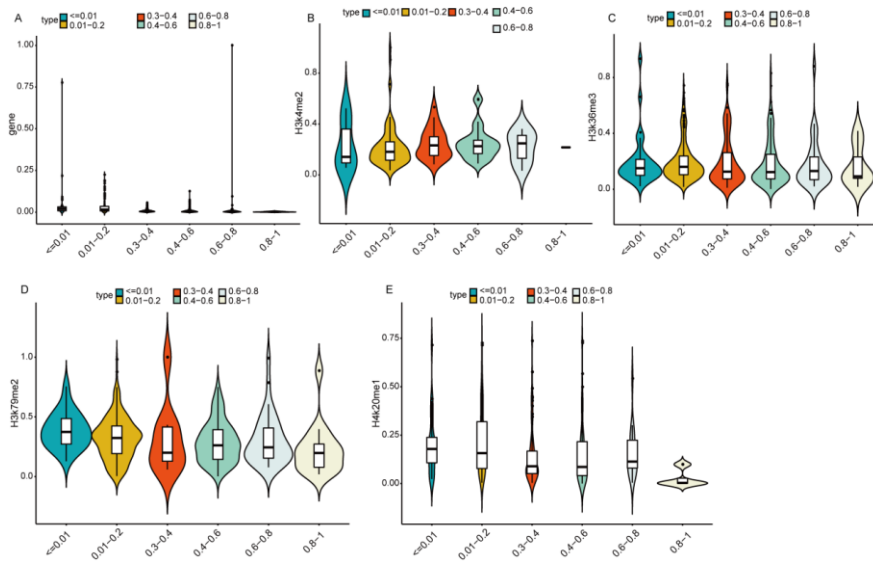 A
type <=0.01 0.3−0.4 0.6−0.8
0.01−0.2 0.4−0.6 0.8−1
gene
1.00
0.75
0.50
0.25
0.00
<=0.01 0.01−0.2 0.3−0.4 0.4−0.6 0.6−0.8 0.8−1
B
type <=0.01 0.01−0.2 0.3−0.4 0.4−0.6
0.6−0.8
H3k4me2
0.8
0.4
0.0
<=0.01 0.01−0.2 0.3−0.4 0.4−0.6 0.6−0.8 0.8−1
C
type <=0.01 0.3−0.4 0.6−0.8
0.01−0.2 0.4−0.6 0.8−1
H3k36me3
0.8
0.4
0.0
<=0.01 0.01−0.2 0.3−0.4 0.4−0.6 0.6−0.8 0.8−1
D
type <=0.01 0.3−0.4 0.6−0.8
0.01−0.2 0.4−0.6 0.8−1
H3k79me2
1.0
0.5
0.0
<=0.01 0.01−0.2 0.3−0.4 0.4−0.6 0.6−0.8 0.8−1
E
type <=0.01 0.3−0.4 0.6−0.8
0.01−0.2 0.4−0.6 0.8−1
H4k20me1
0.75
0.50
0.25
0.00
<=0.01 0.01−0.2 0.3−0.4 0.4−0.6 0.6−0.8 0.8−1